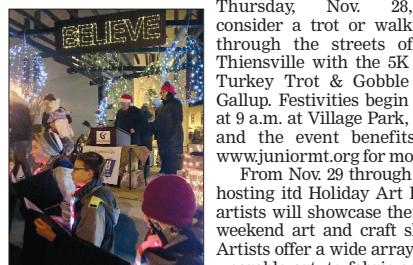 BELIEVE
Thursday, Nov. 28,
consider a trot or walk
through the streets of
Thiensville with the 5K
Turkey Trot & Gobble
Gallup. Festivities begin
at 9 a.m. at Village Park,
and the event benefits
www.juniormt.org for mo
From Nov. 29 through
hosting itd Holiday Art
artists will showcase the
weekend art and craft
Artists offer a wide array